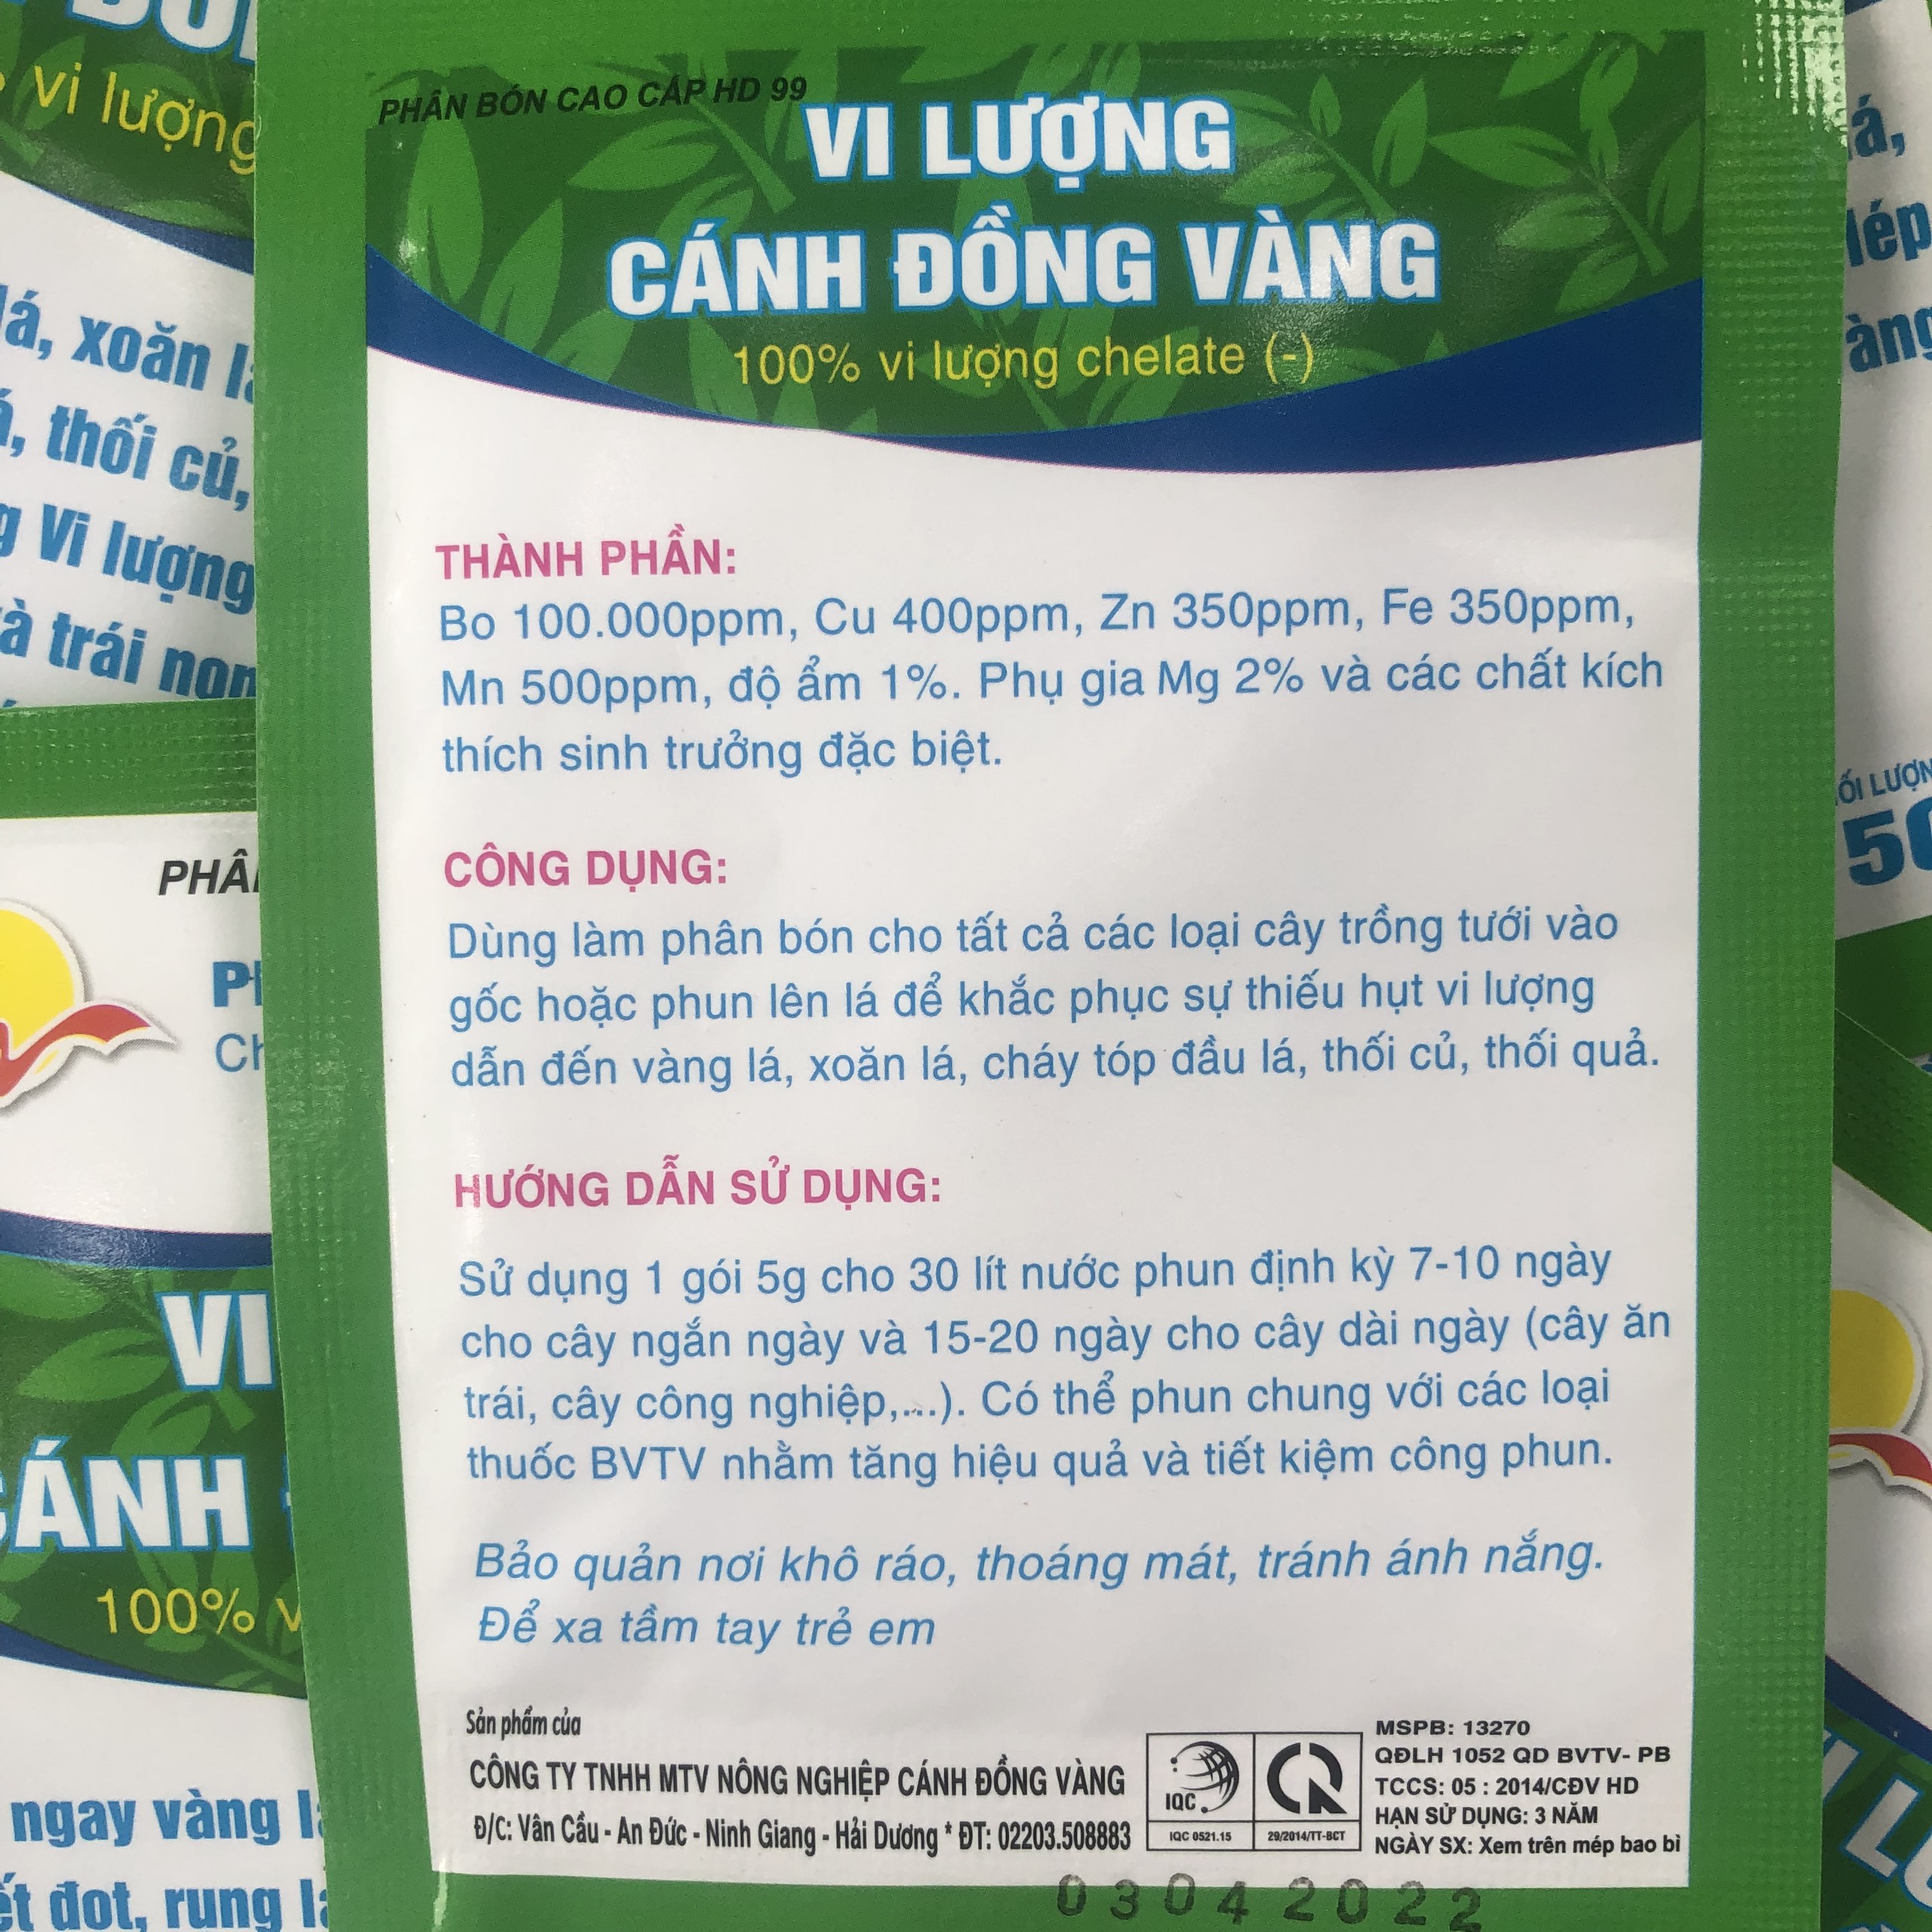 PHÂN BÓN CAO CẤP HD 99
VI LƯỢNG
CÁNH ĐỒNG VÀNG
100% vi lượng chelate (-)
THÀNH PHẦN:
Bo 100.000ppm, Cu 400ppm, Zn 350ppm, Fe 350ppm,
Mn 500ppm, độ ẩm 1%. Phụ gia Mg 2% và các chất kích
thích sinh trưởng đặc biệt.
CÔNG DỤNG:
Dùng làm phân bón cho tất cả các loại cây trồng tưới vào
gốc hoặc phun lên lá để khắc phục sự thiếu hụt vi lượng
dẫn đến vàng lá, xoăn lá, cháy tóp đầu lá, thối củ, thối quả.
HƯỚNG DẪN SỬ DỤNG:
Sử dụng 1 gói 5g cho 30 lít nước phun định kỳ 7-10 ngày
cho cây ngắn ngày và 15-20 ngày cho cây dài ngày (cây ăn
trái, cây công nghiệp,...). Có thể phun chung với các loại
thuốc BVTV nhằm tăng hiệu quả và tiết kiệm công phun.
Bảo quản nơi khô ráo, thoáng mát, tránh ánh nắng.
Để xa tầm tay trẻ em
Sản phẩm của
CÔNG TY TNHH MTV NÔNG NGHIỆP CÁNH ĐỒNG VÀNG
Đ/C: Vân Cầu - An Đức - Ninh Giang - Hải Dương * ĐT: 02203.508883
IQC
IQC 0521.15
29/2014/TT-BCT
MSPB: 13270
QĐLH 1052 QD BVTV- PB
TCCS: 05 : 2014/CĐV HD
HẠN SỬ DỤNG: 3 NĂM
NGÀY SX: Xem trên mép bao bì
03042022
vi lượng
lá, xoăn
thối củ,
Vi lượng
trái non
VI
CÁNH
100%
ngay vàng
đọt, rụng